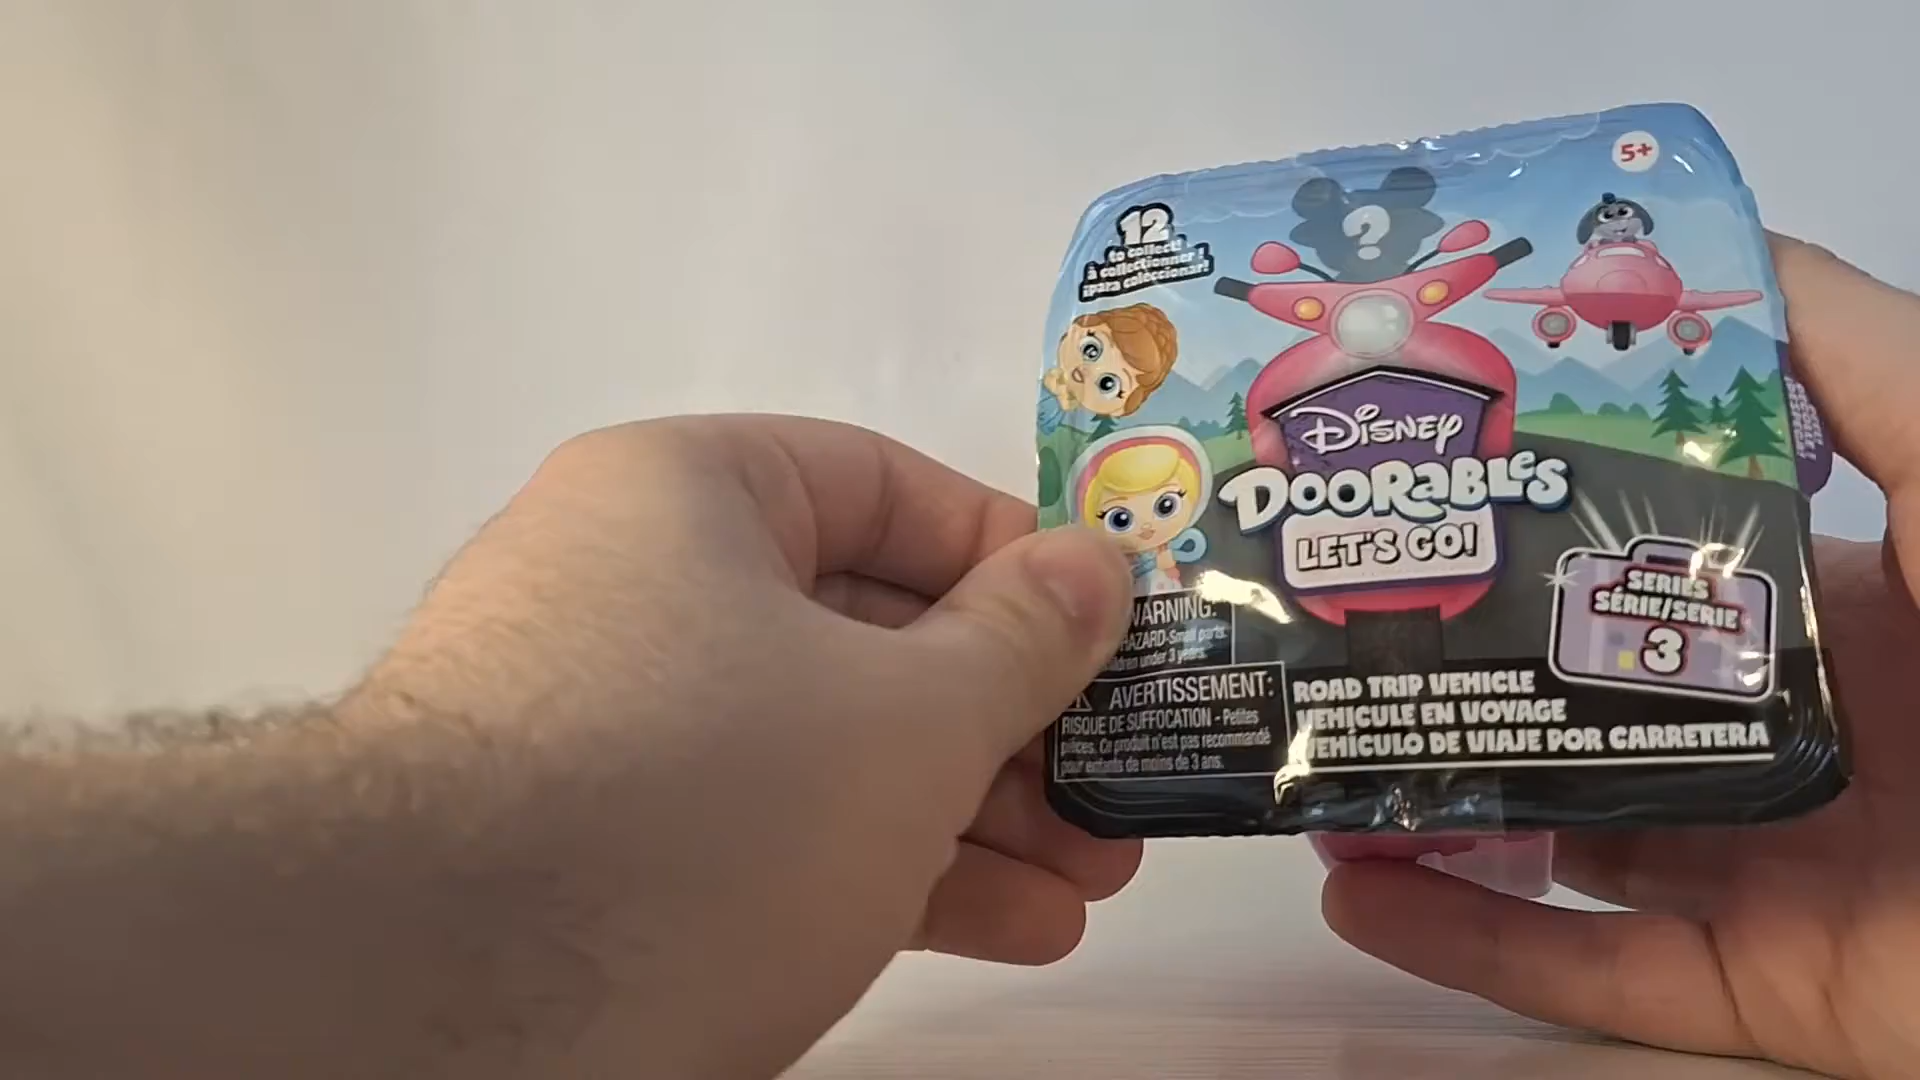 5+
12
to collect!
à collectionner !
¡para coleccionar!
?
DISNEY
DOORABLES
LET'S GO!
SERIES
SÉRIE/SERIE
3
WARNING:
HAZARD-Small parts.
children under 3 years.
AVERTISSEMENT:
RISQUE DE SUFFOCATION - Petites
pièces. Ce produit n'est pas recommandé
pour enfants de moins de 3 ans.
ROAD TRIP VEHICLE
VEHICULE EN VOYAGE
VEHÍCULO DE VIAJE POR CARRETERA